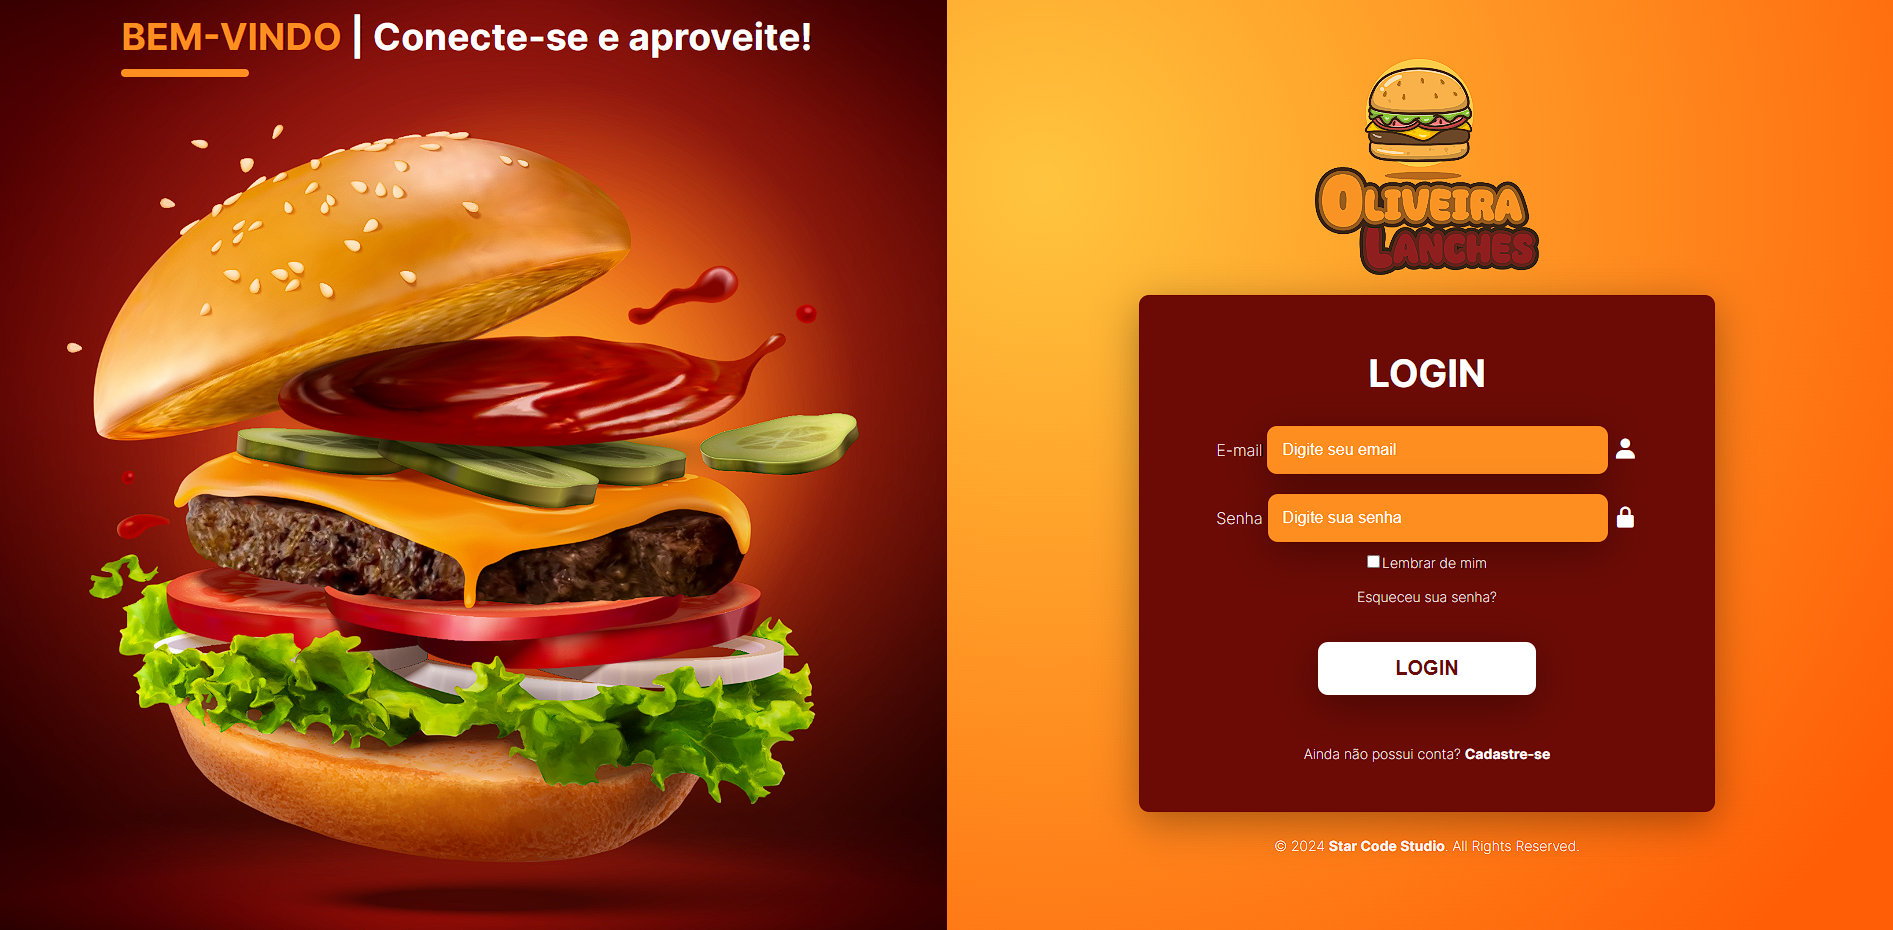 BEM-VINDO | Conecte-se e aproveite!
OLIVEIRA
LANCHES
LOGIN
E-mail Digite seu email
Senha Digite sua senha
Lembrar de mim
Esqueceu sua senha?
LOGIN
Ainda não possui conta? Cadastre-se
© 2024 Star Code Studio. All Rights Reserved.